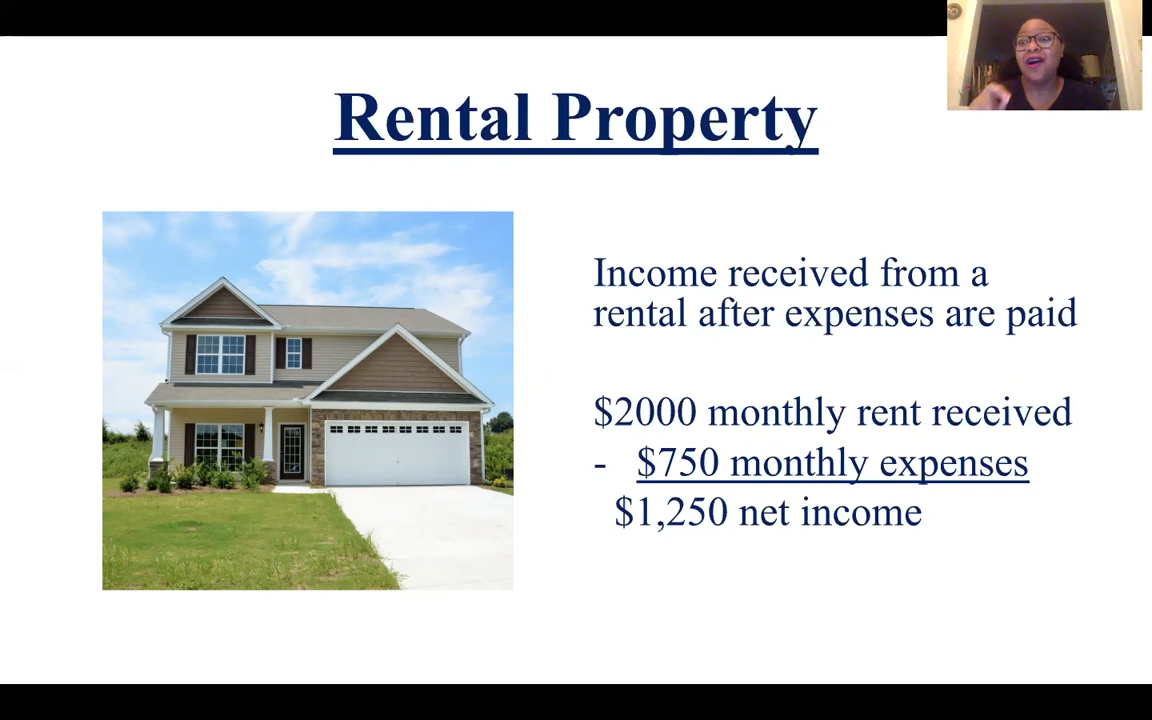 Rental Property
Income received from a
rental after expenses are paid
$2000 monthly rent received
- $750 monthly expenses
$1,250 net income